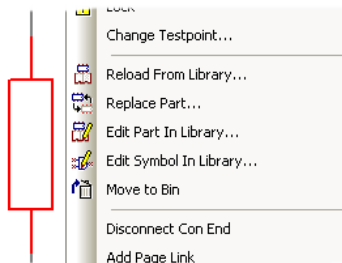 Lock
Change Testpoint...
Reload From Library...
Replace Part...
Edit Part In Library...
Edit Symbol In Library...
Move to Bin
Disconnect Con End
Add Page Link